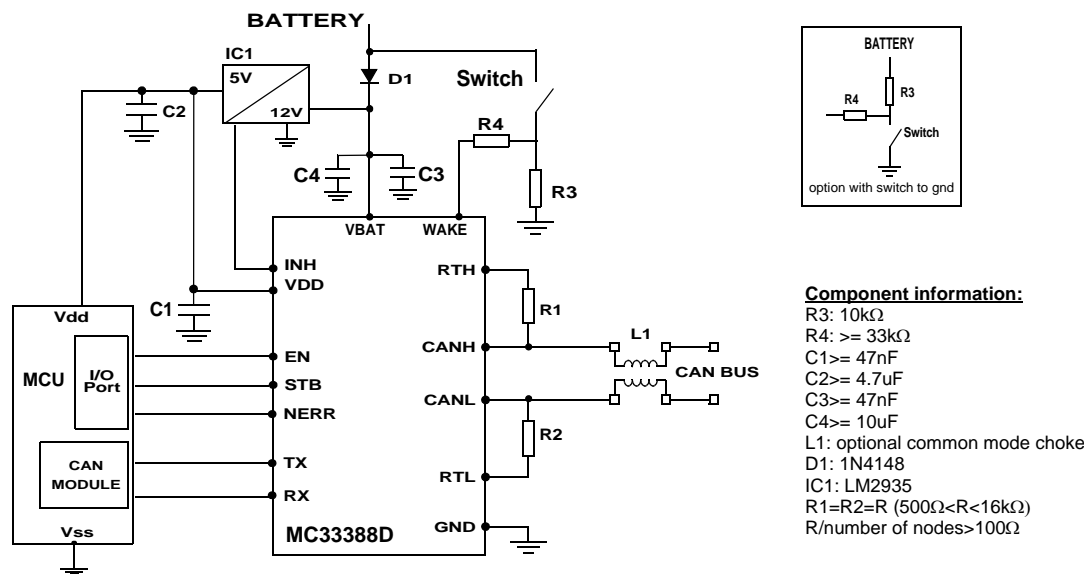 BATTERY
IC1
5V
12V
D1
Switch
C2
R4
C4
C3
R3
VBAT
WAKE
INH
VDD
RTH
C1
R1
Vdd
MCU
I/O
Port
EN
STB
NERR
CANH
L1
CAN BUS
CANL
R2
CAN
MODULE
TX
RX
RTL
Vss
MC33388D
GND
BATTERY
R3
R4
Switch
option with switch to gnd
Component information:
R3: 10kΩ
R4: >= 33kΩ
C1>= 47nF
C2>= 4.7uF
C3>= 47nF
C4>= 10uF
L1: optional common mode choke
D1: 1N4148
IC1: LM2935
R1=R2=R (500Ω<R<16kΩ)
R/number of nodes>100Ω